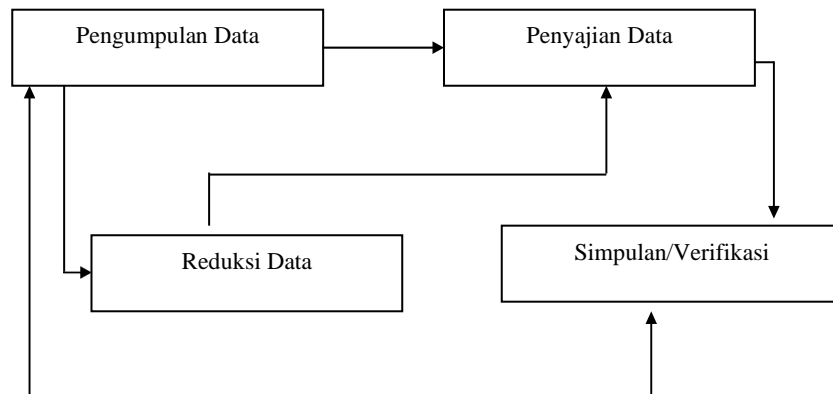 Pengumpulan Data
Penyajian Data
Reduksi Data
Simpulan/Verifikasi